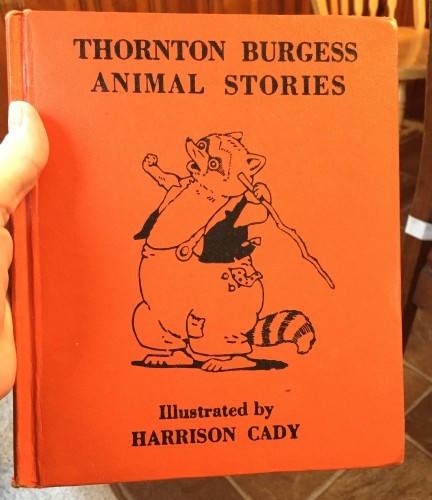 THORNTON BURGESS
ANIMAL STORIES
Illustrated by
HARRISON CADY